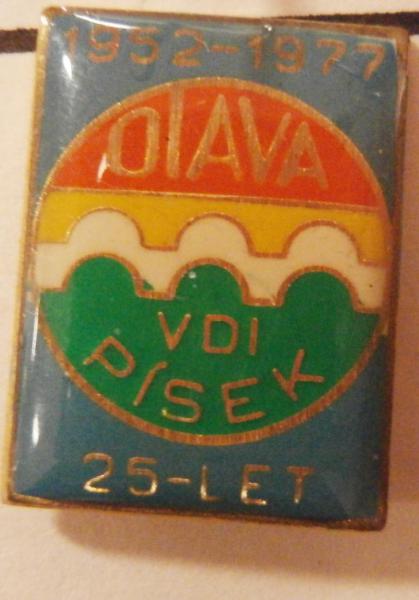 1952-1977
OTAVA
VDI
PÍSEK
25-LET